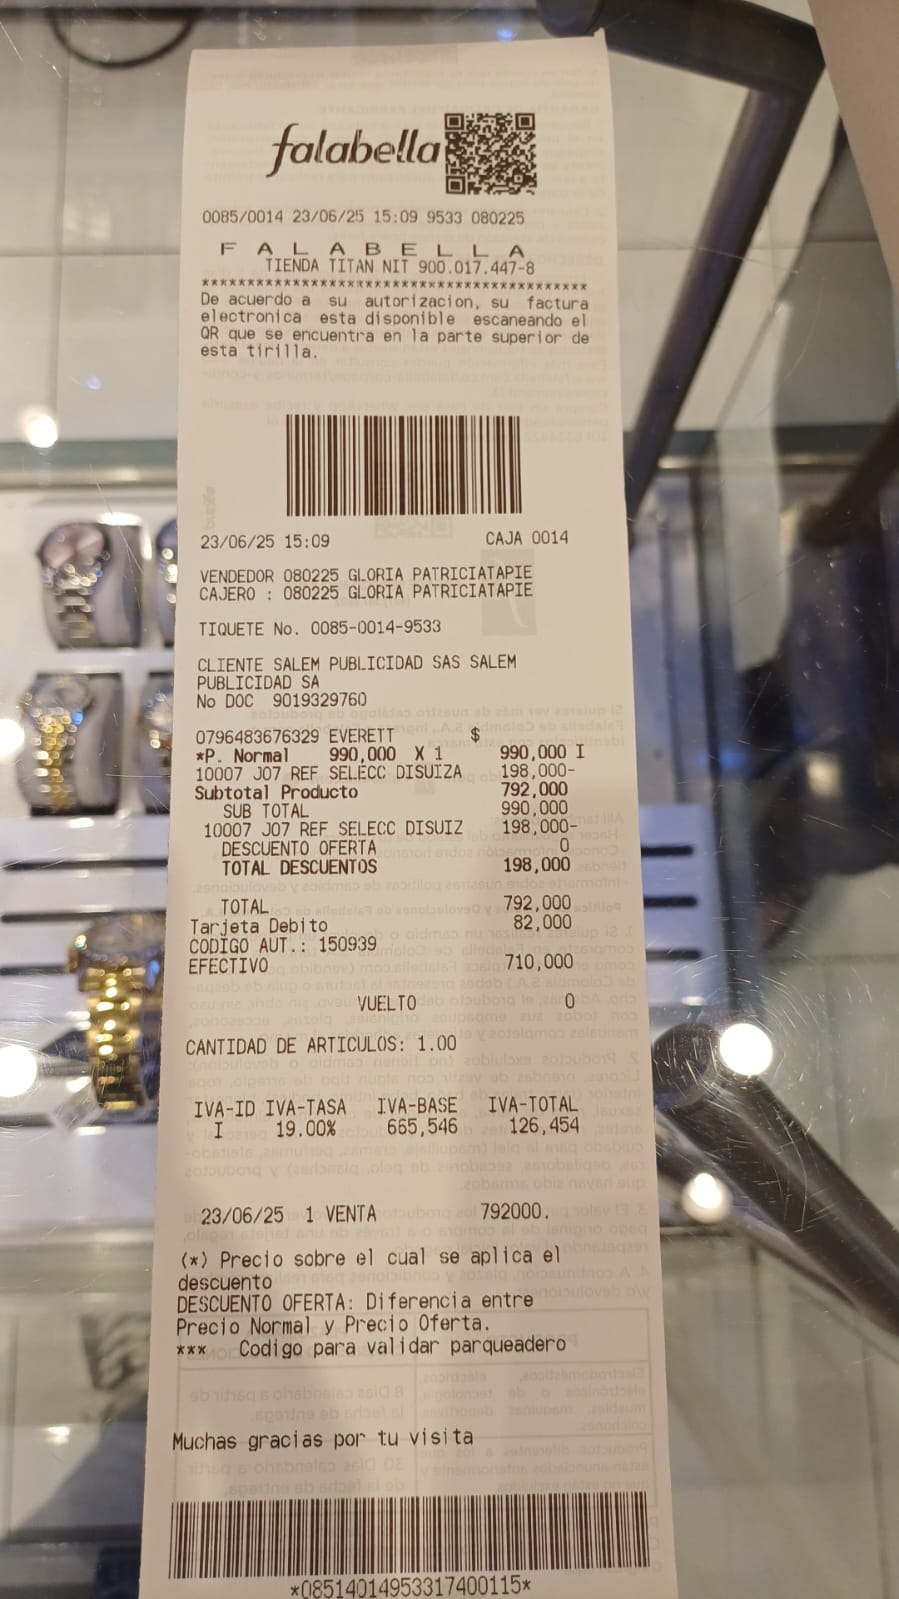 falabella
0085/0014 23/06/25 15:09 9533 080225
F A L A B E L L A
TIENDA TITAN NIT 900.017.447-8
******************************************
De acuerdo a su autorizacion, su factura
electronica esta disponible escaneando el
QR que se encuentra en la parte superior de
esta tirilla.
23/06/25 15:09 CAJA 0014
VENDEDOR 080225 GLORIA PATRICIATAPIE
CAJERO : 080225 GLORIA PATRICIATAPIE
TIQUETE No. 0085-0014-9533
CLIENTE SALEM PUBLICIDAD SAS SALEM
PUBLICIDAD SA
No DOC 9019329760
0796483676329 EVERETT $
*P. Normal 990,000 X 1 990,000 I
10007 J07 REF SELECC DISUIZA 198,000-
Subtotal Producto 792,000
SUB TOTAL 990,000
10007 J07 REF SELECC DISUIZ 198,000-
DESCUENTO OFERTA 0
TOTAL DESCUENTOS 198,000
TOTAL 792,000
Tarjeta Debito 82,000
CODIGO AUT.: 150939
EFECTIVO 710,000
VUELTO 0
CANTIDAD DE ARTICULOS: 1.00
IVA-ID IVA-TASA IVA-BASE IVA-TOTAL
I 19.00% 665,546 126,454
23/06/25 1 VENTA 792000.
(*) Precio sobre el cual se aplica el
descuento
DESCUENTO OFERTA: Diferencia entre
Precio Normal y Precio Oferta.
*** Codigo para validar parqueadero
Muchas gracias por tu visita
*08514014953317400115*